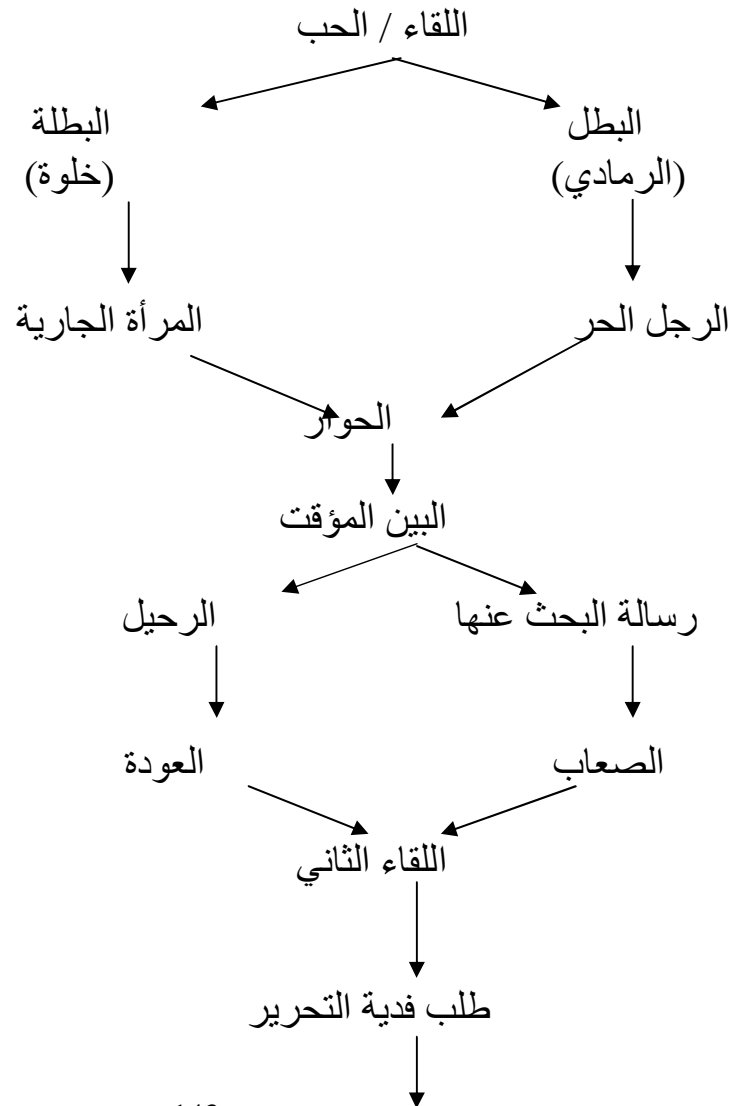 اللقاء / الحب
البطل البطلة
(الرمادي) (خلوة)
الرجل الحر المرأة الجارية
الحوار
البين المؤقت
رسالة البحث عنها الرحيل
الصعاب العودة
اللقاء الثاني
طلب فدية التحرير